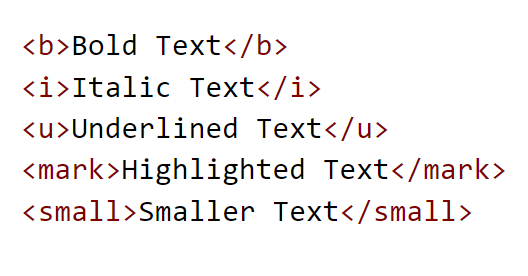 <b>Bold Text</b>
<i>Italic Text</i>
<u>Underlined Text</u>
<mark>Highlighted Text</mark>
<small>Smaller Text</small>